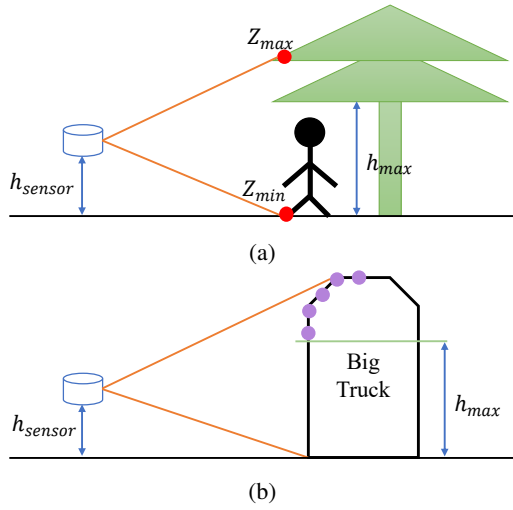 Z_max
h_sensor
Z_min
h_max
(a)
Big
Truck
h_max
h_sensor
(b)